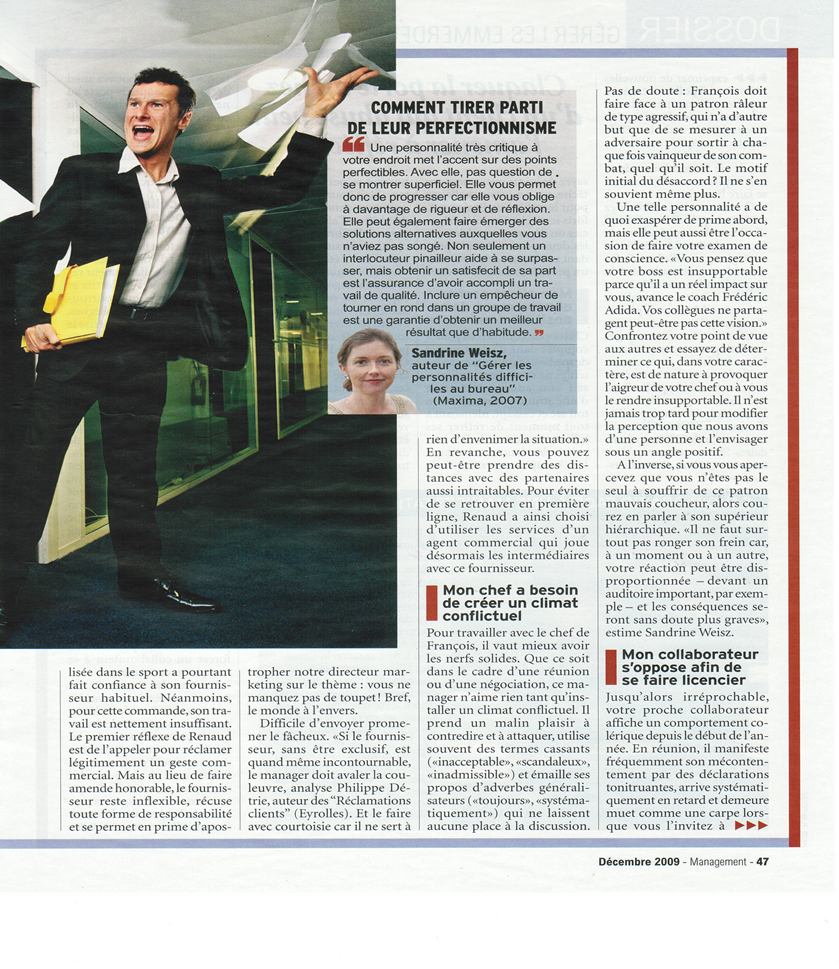 DOSSIER
GÉRER LES EMMERDE
COMMENT TIRER PARTI
DE LEUR PERFECTIONNISME
Une personnalité très critique à
votre endroit met l'accent sur des points
perfectibles. Avec elle, pas question de
se montrer superficiel. Elle vous permet
donc de progresser car elle vous oblige
à davantage de rigueur et de réflexion.
Elle peut également faire émerger des
solutions alternatives auxquelles vous
n'aviez pas songé. Non seulement un
interlocuteur pinailleur aide à se surpas-
ser, mais obtenir un satisfecit de sa part
est l'assurance d'avoir accompli un tra-
vail de qualité. Inclure un empêcheur de
tourner en rond dans un groupe de travail
est une garantie d'obtenir un meilleur
résultat que d'habitude.
Sandrine Weisz,
auteur de "Gérer les
personnalités diffici-
les au bureau"
(Maxima, 2007)
lisée dans le sport a pourtant
fait confiance à son fournis-
seur habituel. Néanmoins,
pour cette commande, son tra-
vail est nettement insuffisant.
Le premier réflexe de Renaud
est de l'appeler pour réclamer
légitimement un geste com-
mercial. Mais au lieu de faire
amende honorable, le fournis-
seur reste inflexible, récuse
toute forme de responsabilité
et se permet en prime d'apos-
tropher notre directeur mar-
keting sur le thème : vous ne
manquez pas de toupet! Bref,
le monde à l'envers.
Difficile d'envoyer prome-
ner le fâcheux. «Si le fournis-
seur, sans être exclusif, est
quand même incontournable,
le manager doit avaler la cou-
leuvre, analyse Philippe Dé-
trie, auteur des "Réclamations
clients" (Eyrolles). Et le faire
avec courtoisie car il ne sert à
rien d'envenimer la situation.»
En revanche, vous pouvez
peut-être prendre des dis-
tances avec des partenaires
aussi intraitables. Pour éviter
de se retrouver en première
ligne, Renaud a ainsi choisi
d'utiliser les services d'un
agent commercial qui joue
désormais les intermédiaires
avec ce fournisseur.
Mon chef a besoin
de créer un climat
conflictuel
Pour travailler avec le chef de
François, il vaut mieux avoir
les nerfs solides. Que ce soit
dans le cadre d'une réunion
ou d'une négociation, ce ma-
nager n'aime rien tant qu'ins-
taller un climat conflictuel. Il
prend un malin plaisir à
contredire et à attaquer, utilise
souvent des termes cassants
(«inacceptable», «scandaleux»,
«inadmissible») et émaille ses
propos d'adverbes générali-
sateurs («toujours», «systéma-
tiquement») qui ne laissent
aucune place à la discussion.
Pas de doute : François doit
faire face à un patron râleur
de type agressif, qui n'a d'autre
but que de se mesurer à un
adversaire pour sortir à cha-
que fois vainqueur de son com-
bat, quel qu'il soit. Le motif
initial du désaccord? Il ne s'en
souvient même plus.
Une telle personnalité a de
quoi exaspérer de prime abord,
mais elle peut aussi être l'occa-
sion de faire votre examen de
conscience. «Vous pensez que
votre boss est insupportable
parce qu'il a un réel impact sur
vous, avance le coach Frédéric
Adida. Vos collègues ne parta-
gent peut-être pas cette vision.»
Confrontez votre point de vue
aux autres et essayez de déter-
miner ce qui, dans votre carac-
tère, est de nature à provoquer
l'aigreur de votre chef ou à vous
le rendre insupportable. Il n'est
jamais trop tard pour modifier
la perception que nous avons
d'une personne et l'envisager
sous un angle positif.
A l'inverse, si vous vous aper-
cevez que vous n'êtes pas le
seul à souffrir de ce patron
mauvais coucheur, alors cou-
rez en parler à son supérieur
hiérarchique. «Il ne faut sur-
tout pas ronger son frein car,
à un moment ou à un autre,
votre réaction peut être dis-
proportionnée – devant un
auditoire important, par exem-
ple – et les conséquences se-
ront sans doute plus graves»,
estime Sandrine Weisz.
Mon collaborateur
s'oppose afin de
se faire licencier
Jusqu'alors irréprochable,
votre proche collaborateur
affiche un comportement co-
lérique depuis le début de l'an-
née. En réunion, il manifeste
fréquemment son méconten-
tement par des déclarations
tonitruantes, arrive systémati-
quement en retard et demeure
muet comme une carpe lors-
que vous l'invitez à
Décembre 2009 - Management - 47